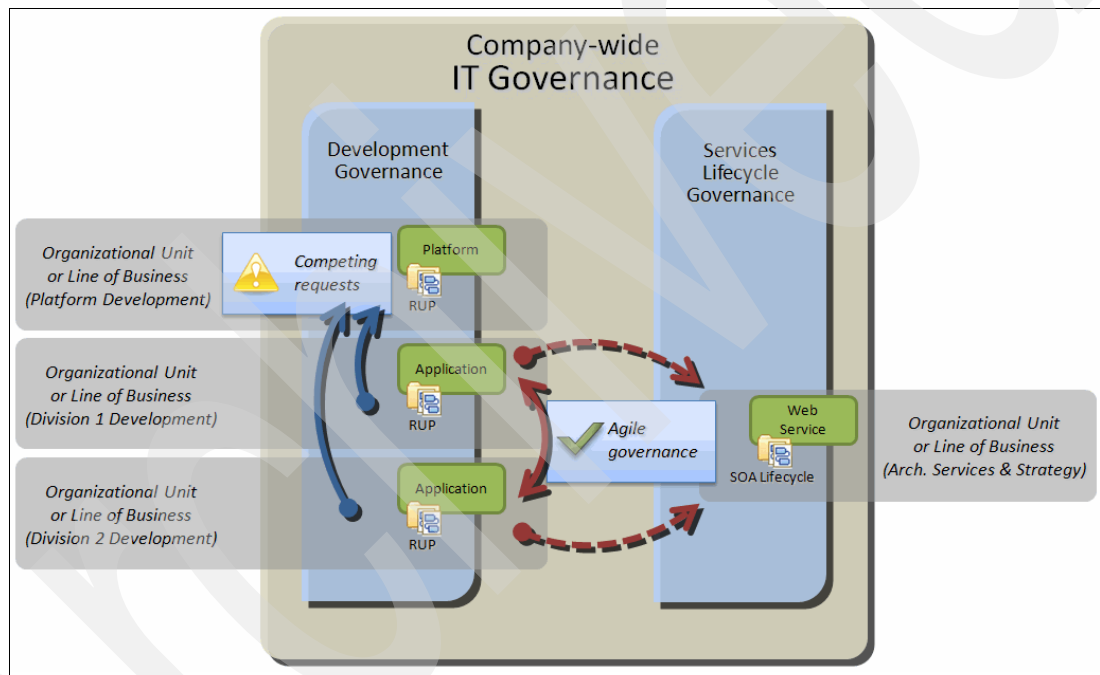 Company-wide
IT Governance
Development
Governance
Services
Lifecycle
Governance
Organizational Unit
or Line of Business
(Platform Development)
Competing
requests
Platform
RUP
Organizational Unit
or Line of Business
(Division 1 Development)
Application
RUP
Agile
governance
Web
Service
SOA Lifecycle
Organizational Unit
or Line of Business
(Arch. Services & Strategy)
Organizational Unit
or Line of Business
(Division 2 Development)
Application
RUP